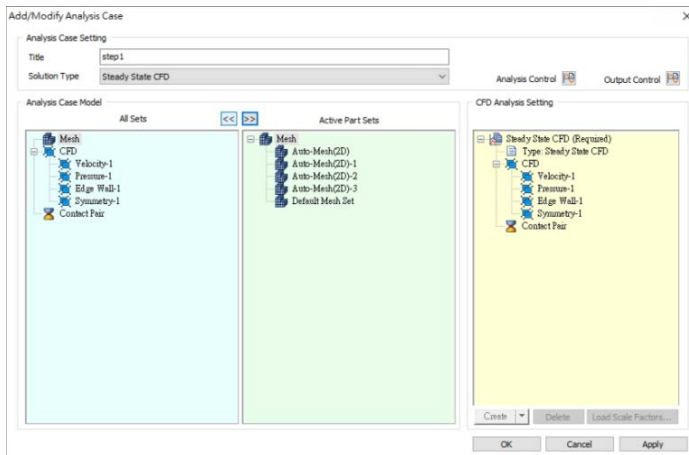 Add/Modify Analysis Case
Analysis Case Setting
Title
step1
Solution Type
Steady State CFD
Analysis Control
Output Control
Analysis Case Model
All Sets
<<
>>
Active Part Sets
Mesh
CFD
Velocity-1
Pressure-1
Edge Wall-1
Symmetry-1
Contact Pair
Mesh
Auto-Mesh(2D)
Auto-Mesh(2D)-1
Auto-Mesh(2D)-2
Auto-Mesh(2D)-3
Default Mesh Set
CFD Analysis Setting
Steady State CFD (Required)
Type: Steady State CFD
CFD
Velocity-1
Pressure-1
Edge Wall-1
Symmetry-1
Contact Pair
Create
Delete
Load Scale Factors...
OK
Cancel
Apply